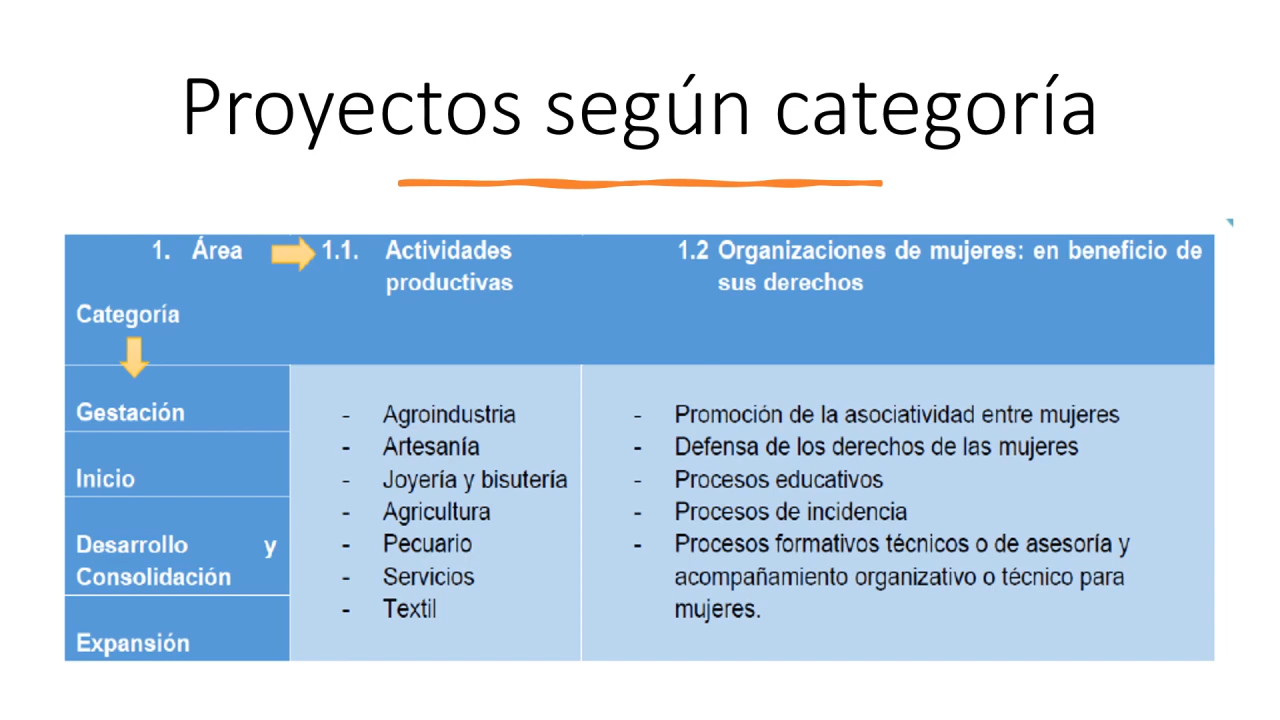 Proyectos según categoría
1. Área
1.1. Actividades
productivas
1.2 Organizaciones de mujeres: en beneficio de
sus derechos
Categoría
Gestación
Inicio
Desarrollo y
Consolidación
Expansión
- Agroindustria
- Artesanía
- Joyería y bisutería
- Agricultura
- Pecuario
- Servicios
- Textil
- Promoción de la asociatividad entre mujeres
- Defensa de los derechos de las mujeres
- Procesos educativos
- Procesos de incidencia
- Procesos formativos técnicos o de asesoría y
acompañamiento organizativo o técnico para
mujeres.